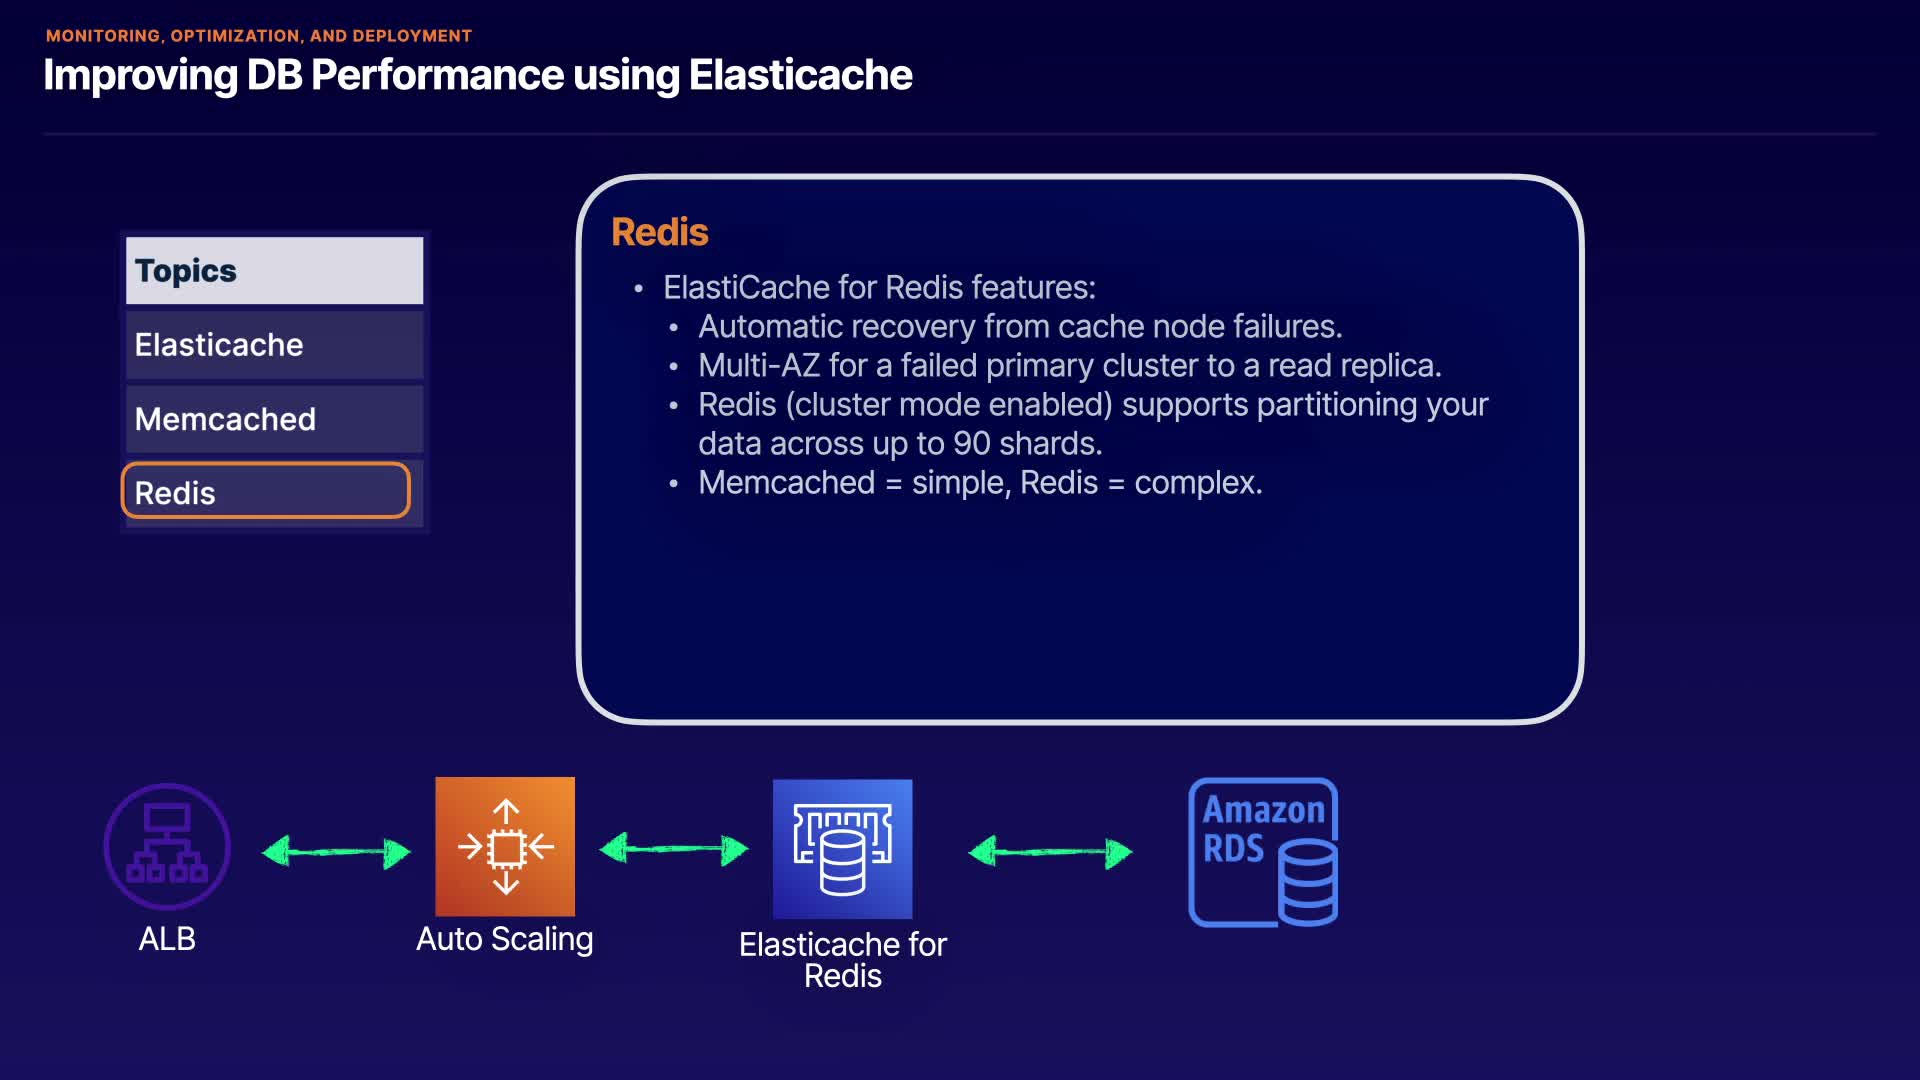 MONITORING, OPTIMIZATION, AND DEPLOYMENT
Improving DB Performance using Elasticache
Topics
Elasticache
Memcached
Redis
Redis
• ElastiCache for Redis features:
• Automatic recovery from cache node failures.
• Multi-AZ for a failed primary cluster to a read replica.
• Redis (cluster mode enabled) supports partitioning your
data across up to 90 shards.
• Memcached = simple, Redis = complex.
ALB
Auto Scaling
Elasticache for
Redis
Amazon
RDS